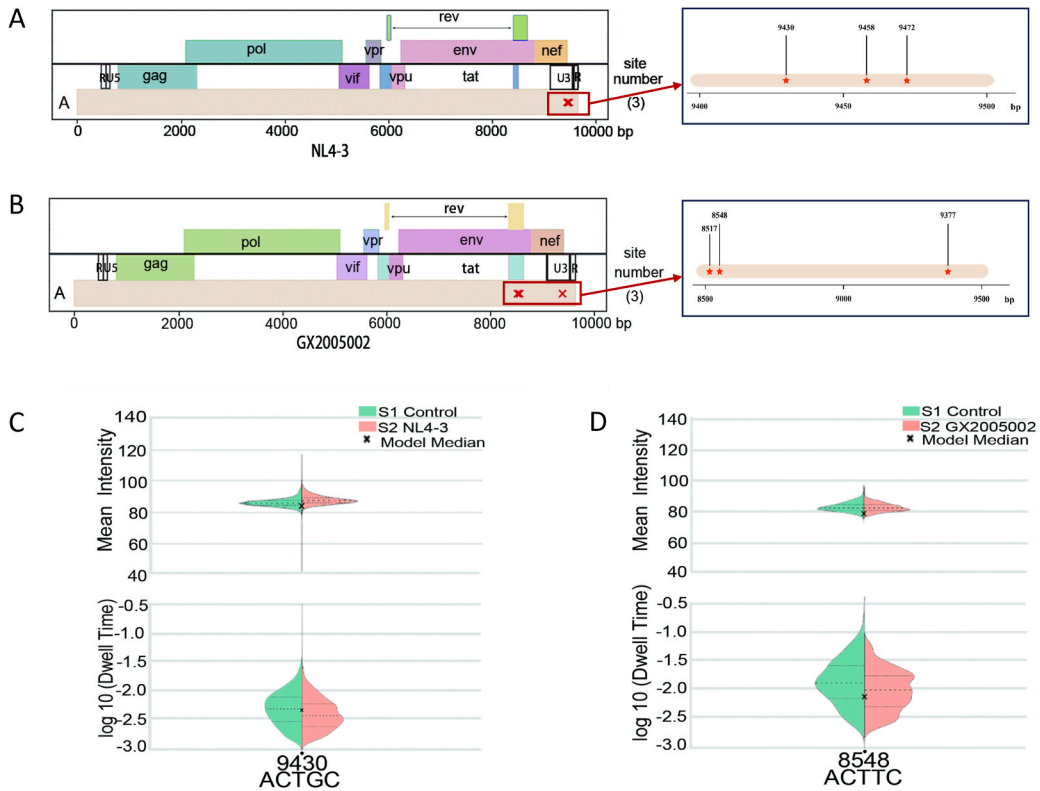 A
rev
pol
vpr
env
nef
RU5
gag
vif
vpu
tat
U3
R
A
0
2000
4000
6000
8000
10000 bp
NL4-3
site
number
(3)
9430
9458
9472
9400
9450
9500
bp
B
rev
pol
vpr
env
nef
RU5
gag
vif
vpu
tat
U3
R
A
0
2000
4000
6000
8000
10000
bp
GX2005002
site
number
(3)
8548
8517
9377
8500
9000
9500
bp
C
S1 Control
S2 NL4-3
Model Median
Mean Intensity
140
120
100
80
60
40
log 10 (Dwell Time)
-0.5
-1.0
-1.5
-2.0
-2.5
-3.0
9430
ACTGC
D
S1 Control
S2 GX2005002
Model Median
Mean Intensity
140
120
100
80
60
40
log 10 (Dwell Time)
-0.5
-1.0
-1.5
-2.0
-2.5
-3.0
8548
ACTTC